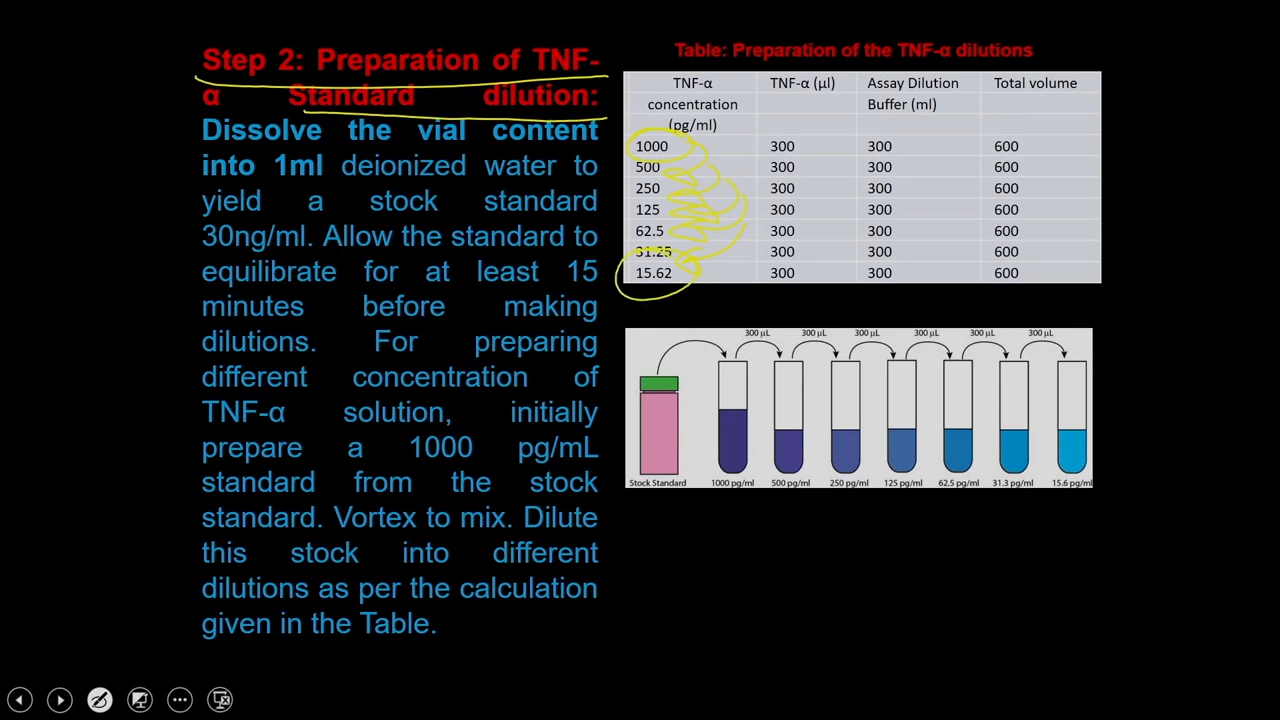 Step 2: Preparation of TNF-
α Standard dilution:
Dissolve the vial content
into 1ml deionized water to
yield a stock standard
30ng/ml. Allow the standard to
equilibrate for at least 15
minutes before making
dilutions. For preparing
different concentration of
TNF-α solution, initially
prepare a 1000 pg/mL
standard from the stock
standard. Vortex to mix. Dilute
this stock into different
dilutions as per the calculation
given in the Table.
Table: Preparation of the TNF-α dilutions
TNF-α TNF-α (μl) Assay Dilution Total volume
concentration Buffer (ml)
(pg/ml)
1000 300 300 600
500 300 300 600
250 300 300 600
125 300 300 600
62.5 300 300 600
31.25 300 300 600
15.62 300 300 600
300 μL 300 μL 300 μL 300 μL 300 μL 300 μL
Stock Standard 1000 pg/ml 500 pg/ml 250 pg/ml 125 pg/ml 62.5 pg/ml 31.3 pg/ml 15.6 pg/ml